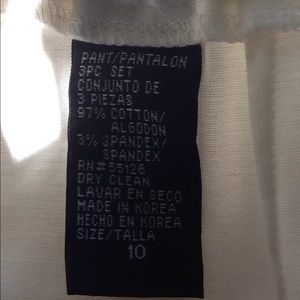 PANT/PANTALON
3PC SET
CONJUNTO DE
3 PIEZAS
97% COTTON/
ALGODON
3% SPANDEX/
SPANDEX
RN#55126
DRY CLEAN
LAVAR EN SECO
MADE IN KOREA
HECHO EN KOREA
SIZE/TALLA
10